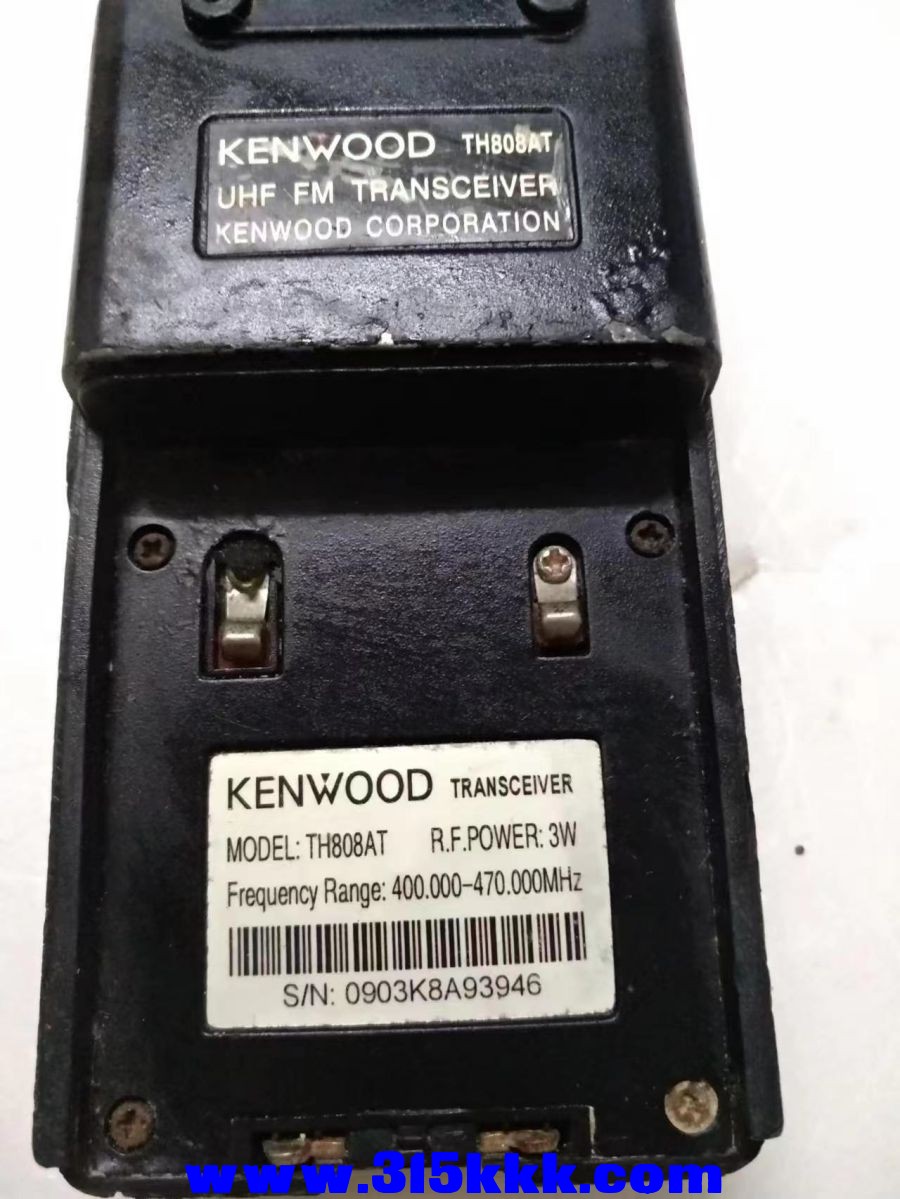 KENWOOD TH808AT
UHF FM TRANSCEIVER
KENWOOD CORPORATION
KENWOOD TRANSCEIVER
MODEL: TH808AT R.F.POWER: 3W
Frequency Range: 400.000-470.000MHz
S/N: 0903K8A93946
www.315kkk.com